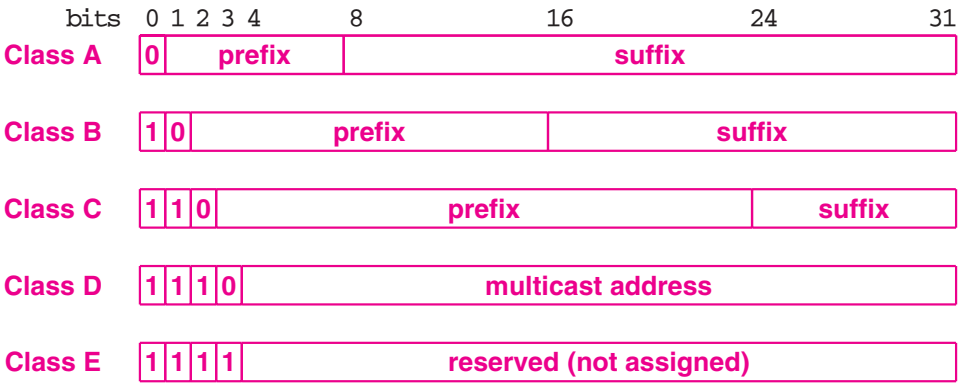 bits 0 1 2 3 4 8 16 24 31
Class A 0 prefix suffix
Class B 1 0 prefix suffix
Class C 1 1 0 prefix suffix
Class D 1 1 1 0 multicast address
Class E 1 1 1 1 reserved (not assigned)